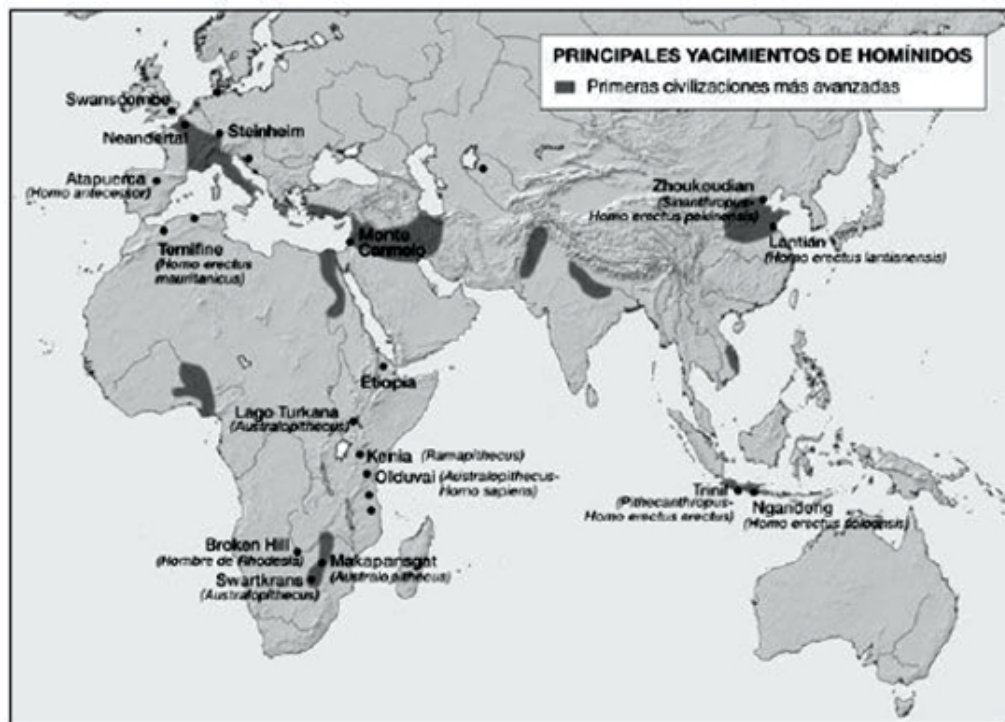 PRINCIPALES YACIMIENTOS DE HOMÍNIDOS
Primeras civilizaciones más avanzadas
Swanscombe
Neandertal
Steinheim
Atapuerca
(Homo antecessor)
Ternifine
(Homo erectus
mauritanicus)
Monte
Carmelo
Zhoukoudian
(Sinanthropus-
Homo erectus pekinensis)
Lantián
(Homo erectus lantianensis)
Etiopia
Lago Turkana
(Australopithecus)
Kenia (Ramapithecus)
Olduvai (Australopithecus-
Homo sapiens)
Trinil
(Pithecanthropus-
Homo erectus erectus)
Ngandong
(Homo erectus soloensis)
Broken Hill
(Hombre de Rhodesia)
Makapansgat
(Australopithecus)
Swartkrans
(Australopithecus)